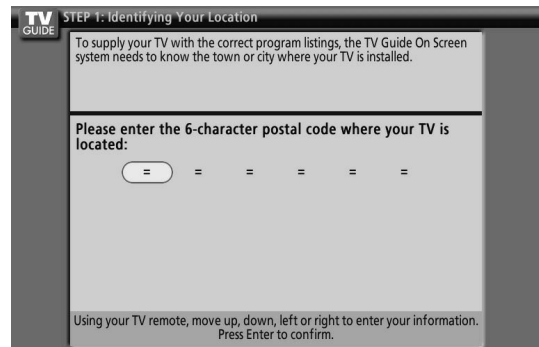 TV
GUIDE
STEP 1: Identifying Your Location
To supply your TV with the correct program listings, the TV Guide On Screen
system needs to know the town or city where your TV is installed.
Please enter the 6-character postal code where your TV is
located:
= = = = = =
Using your TV remote, move up, down, left or right to enter your information.
Press Enter to confirm.